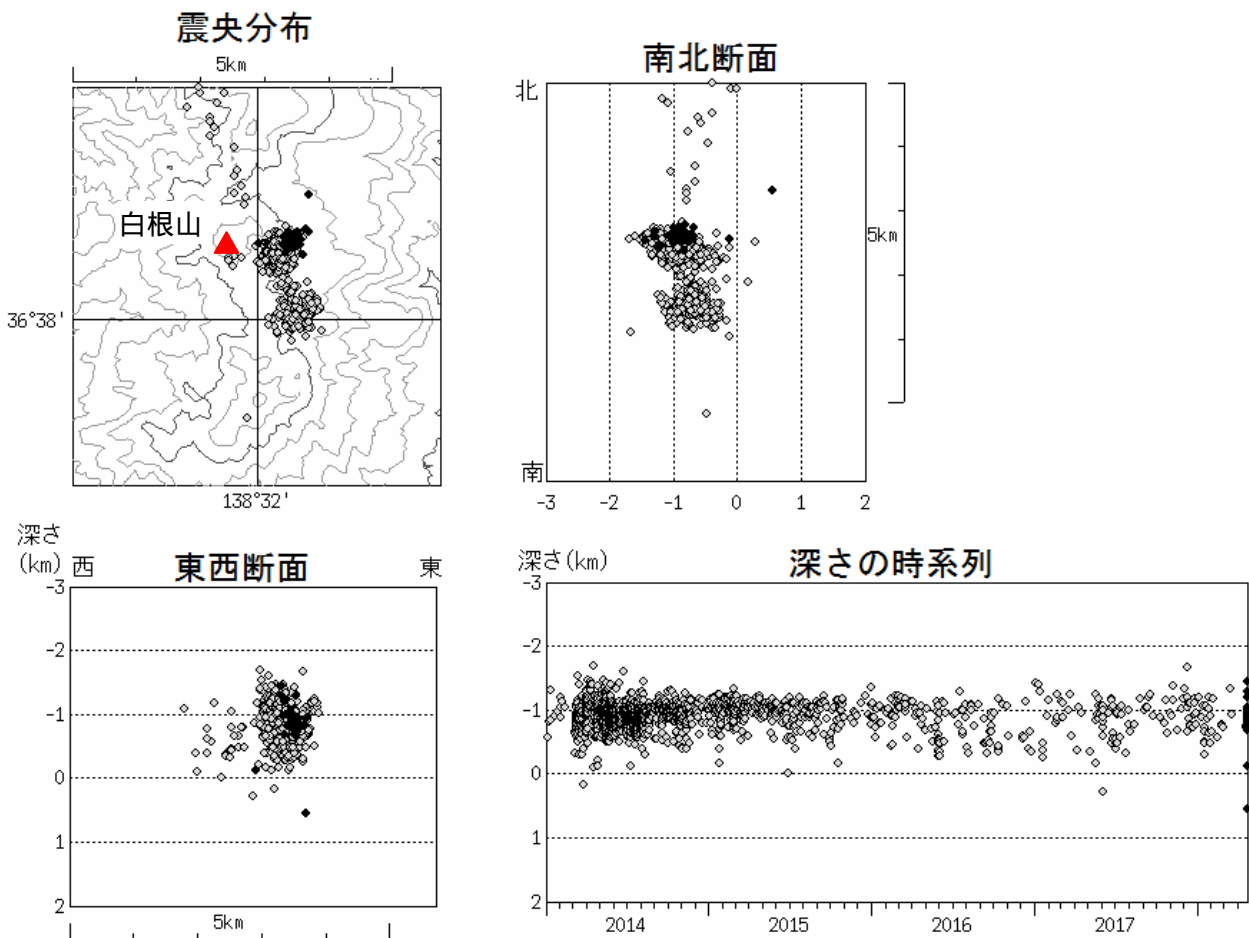 震央分布
5km
白根山
36°38'
138°32'
南北断面
北
南
5km
-3 -2 -1 0 1 2
深さ
(km)
西
東西断面
東
-3
-2
-1
0
1
2
5km
深さ(km)
深さの時系列
-3
-2
-1
0
1
2
2014 2015 2016 2017